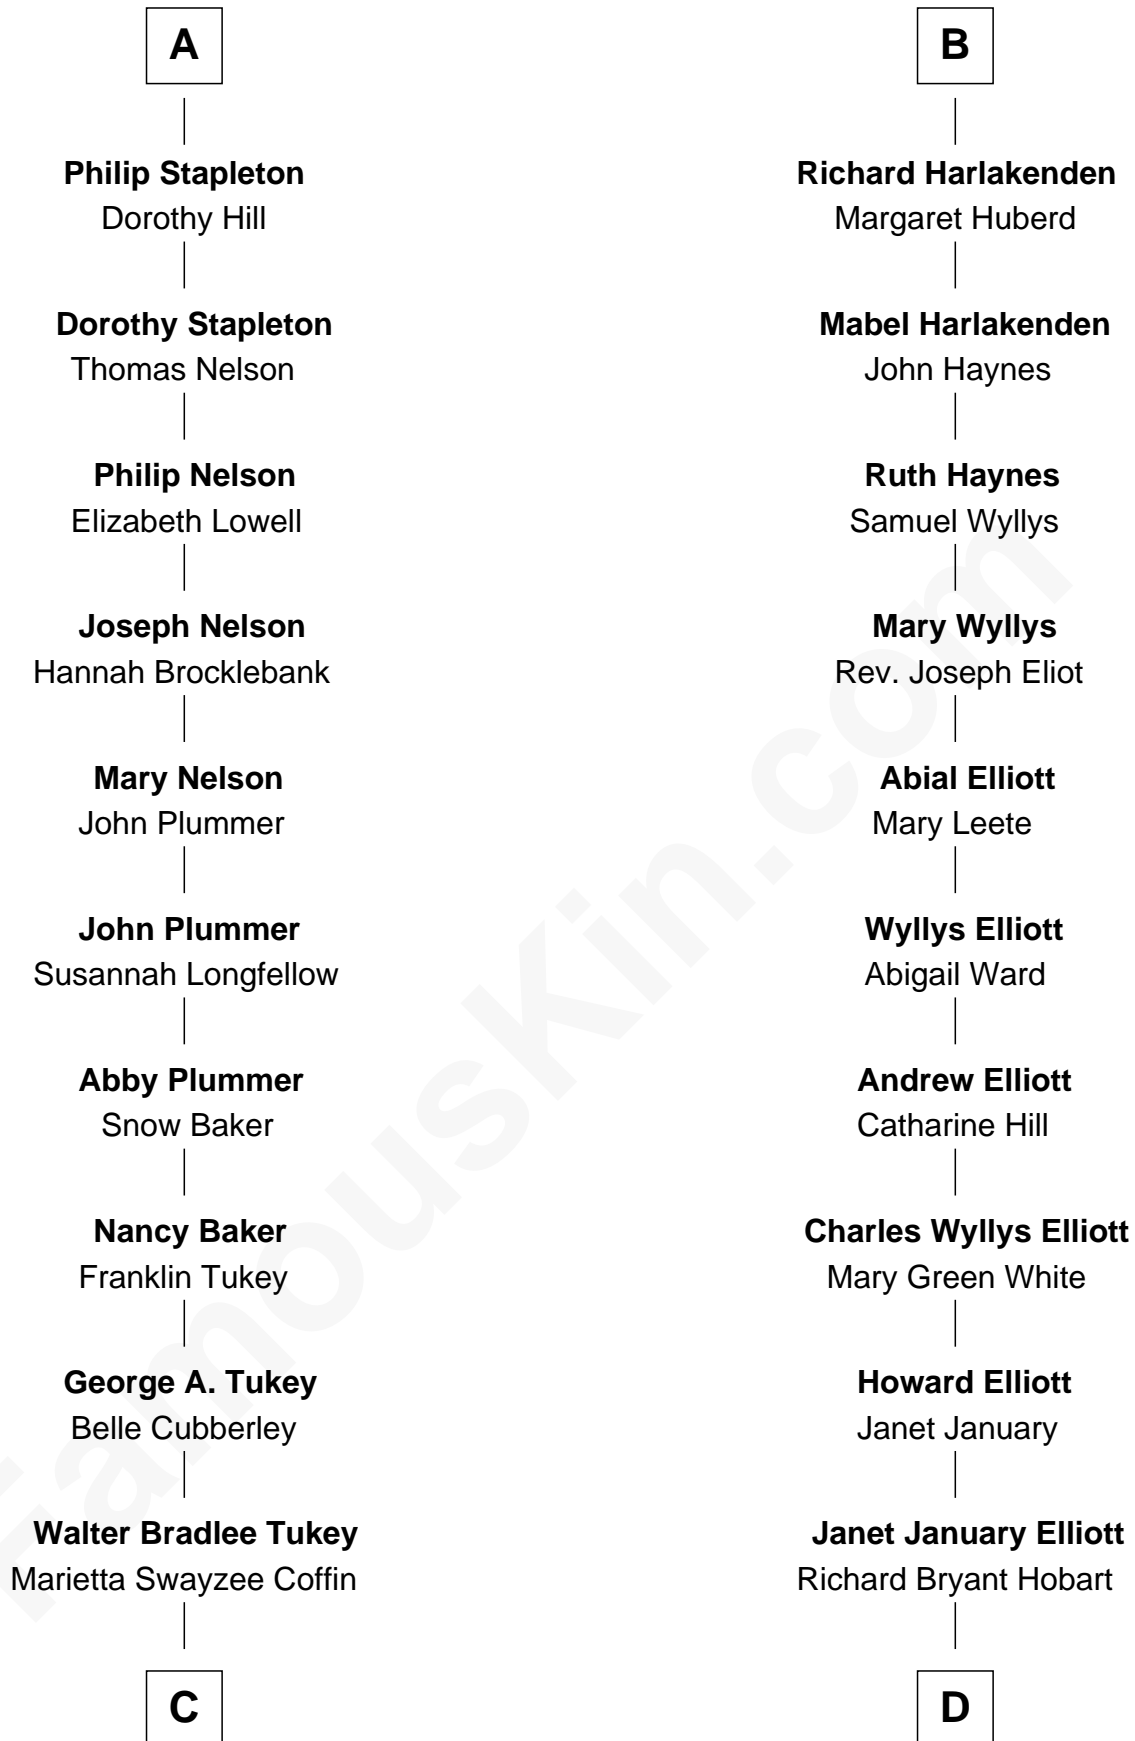 A
Philip Stapleton
Dorothy Hill
Dorothy Stapleton
Thomas Nelson
Philip Nelson
Elizabeth Lowell
Joseph Nelson
Hannah Brocklebank
Mary Nelson
John Plummer
John Plummer
Susannah Longfellow
Abby Plummer
Snow Baker
Nancy Baker
Franklin Tukey
George A. Tukey
Belle Cubberley
Walter Bradlee Tukey
Marietta Swayzee Coffin
C
B
Richard Harlakenden
Margaret Huberd
Mabel Harlakenden
John Haynes
Ruth Haynes
Samuel Wyllys
Mary Wyllys
Rev. Joseph Eliot
Abial Elliott
Mary Leete
Wyllys Elliott
Abigail Ward
Andrew Elliott
Catharine Hill
Charles Wyllys Elliott
Mary Green White
Howard Elliott
Janet January
Janet January Elliott
Richard Bryant Hobart
D
FamousKin.com